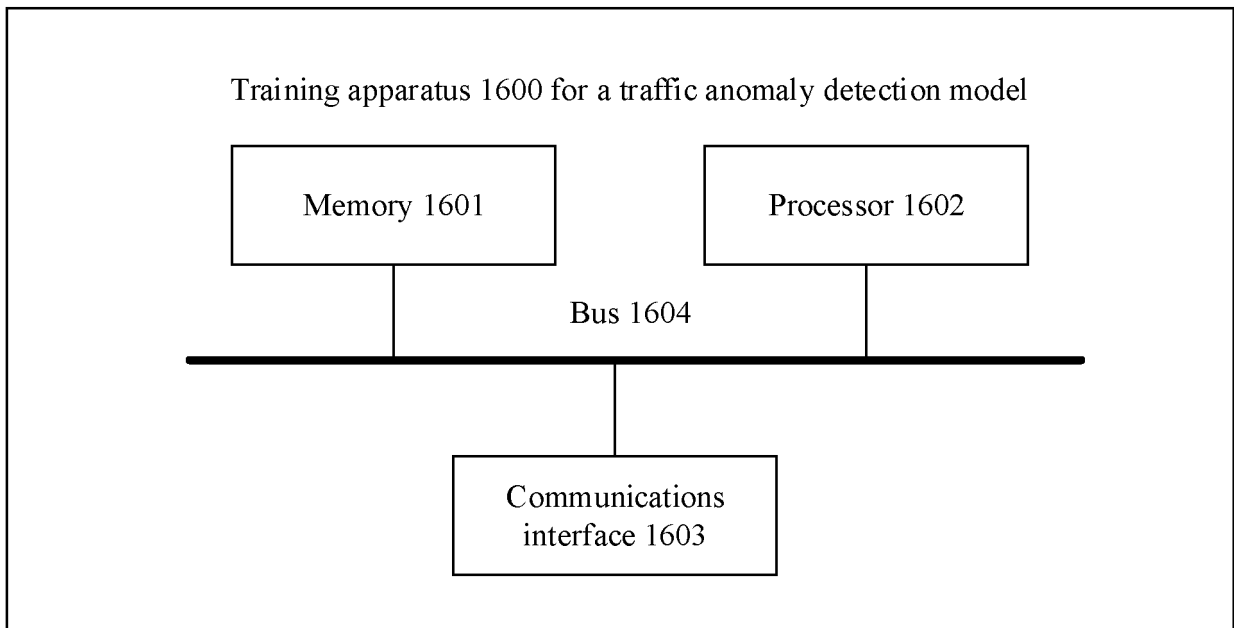 Training apparatus 1600 for a traffic anomaly detection model
Memory 1601
Processor 1602
Bus 1604
Communications
interface 1603